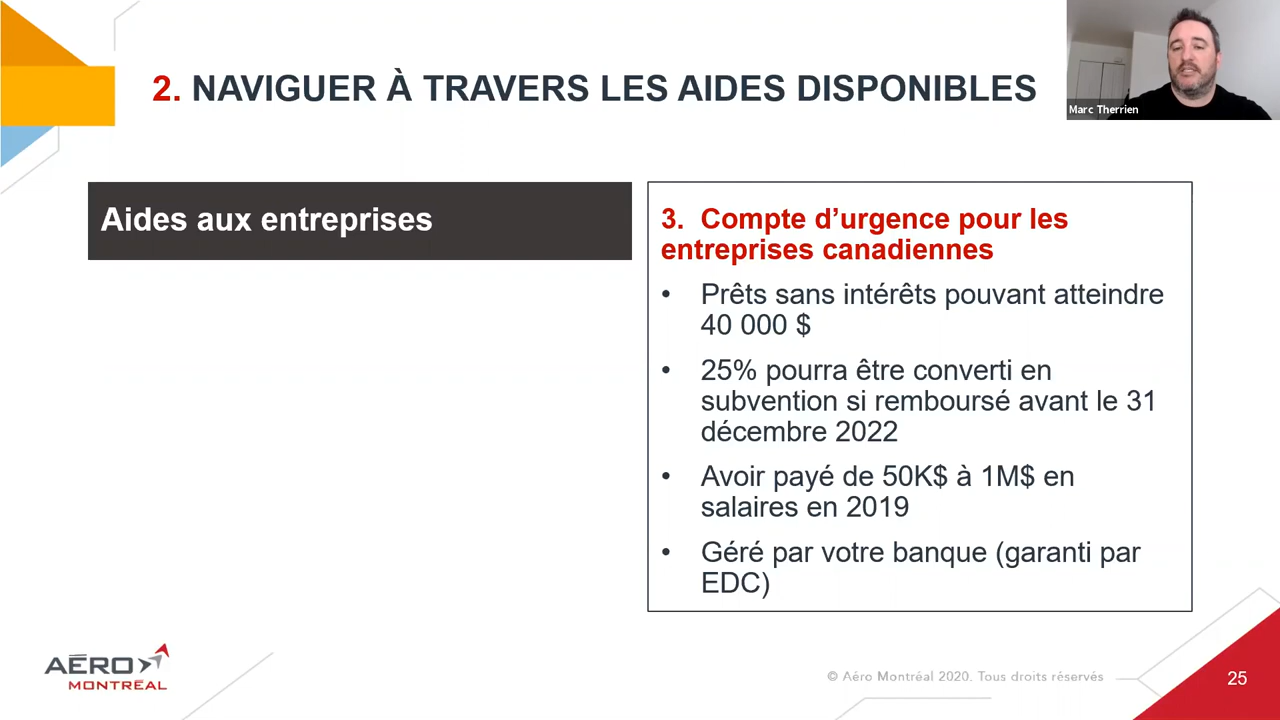 2. NAVIGUER À TRAVERS LES AIDES DISPONIBLES
Marc Therrien
Aides aux entreprises
3. Compte d’urgence pour les
entreprises canadiennes
• Prêts sans intérêts pouvant atteindre
40 000 $
• 25% pourra être converti en
subvention si remboursé avant le 31
décembre 2022
• Avoir payé de 50K$ à 1M$ en
salaires en 2019
• Géré par votre banque (garanti par
EDC)
AÉRO
MONTRÉAL
© Aéro Montréal 2020. Tous droits réservés
25